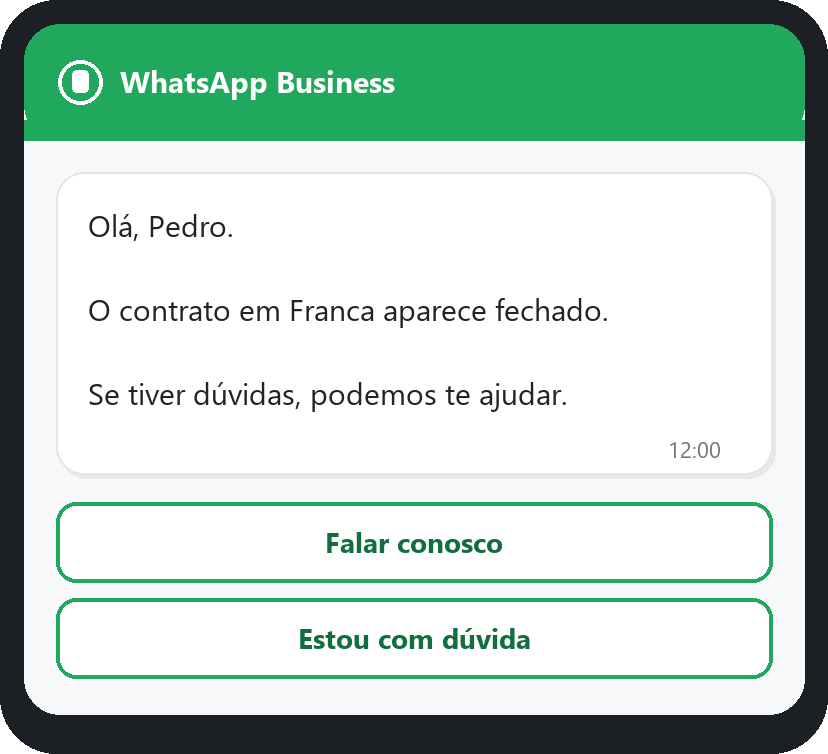 WhatsApp Business
Olá, Pedro.
O contrato em Franca aparece fechado.
Se tiver dúvidas, podemos te ajudar.
12:00
Falar conosco
Estou com dúvida